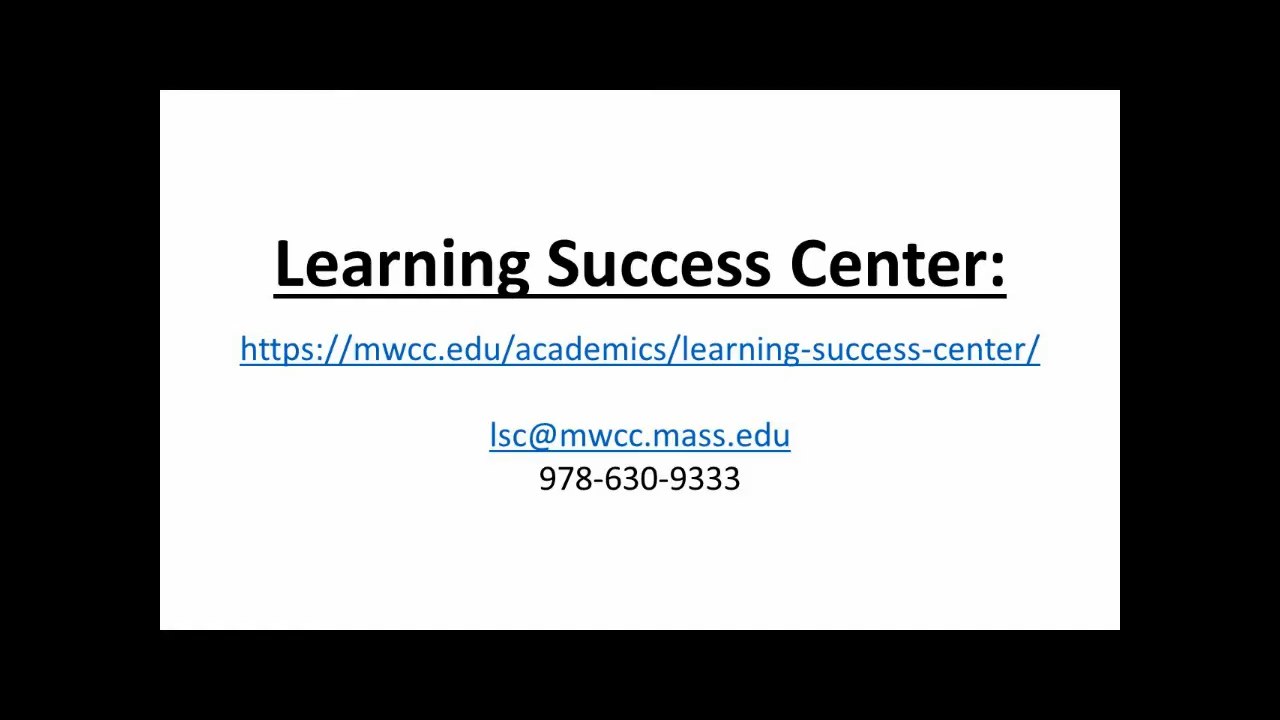 Learning Success Center:
https://mwcc.edu/academics/learning-success-center/
lsc@mwcc.mass.edu
978-630-9333